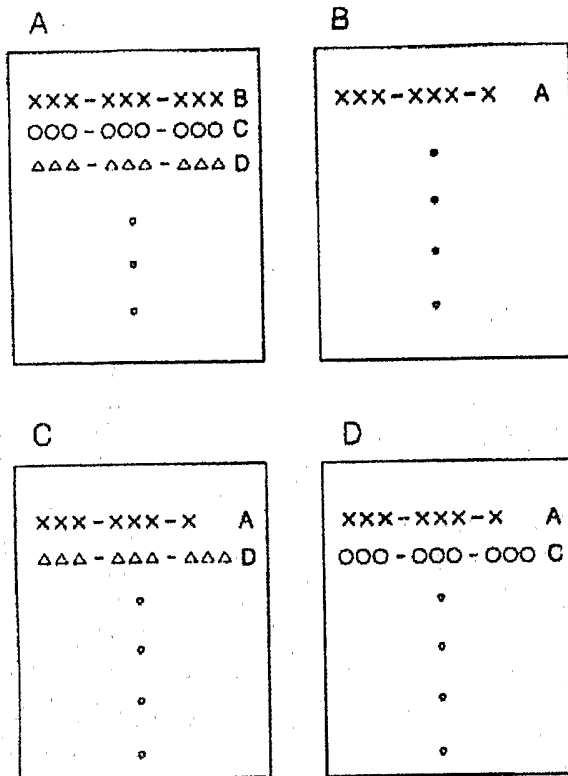 A
XXX-XXX-XXX B
OOO-OOO-OOO C
△△△-△△△-△△△ D
B
XXX-XXX-X A
C
XXX-XXX-X A
△△△-△△△-△△△ D
D
XXX-XXX-X A
OOO-OOO-OOO C